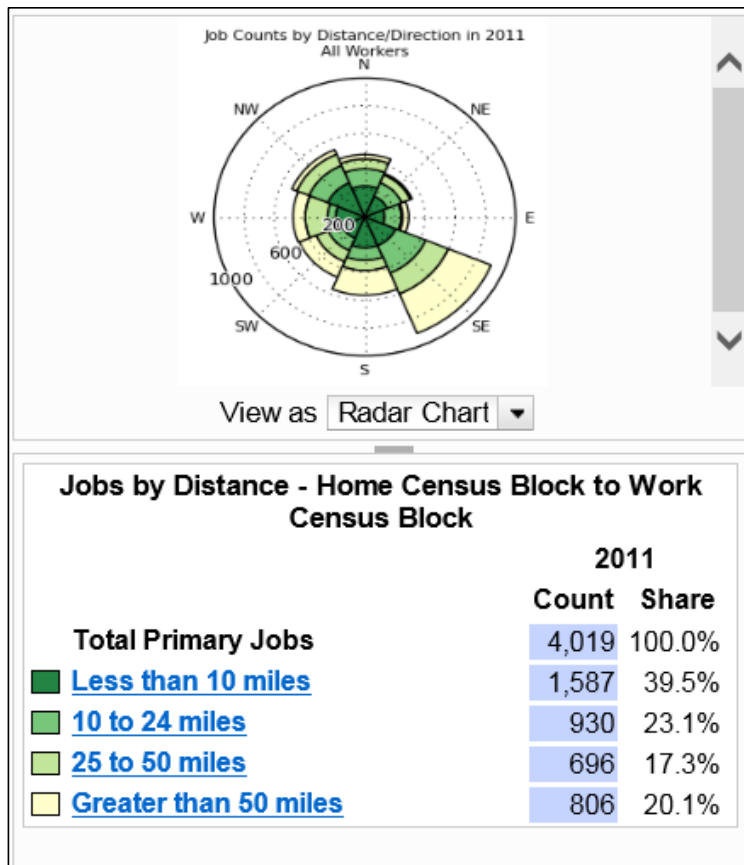 Job Counts by Distance/Direction in 2011
All Workers
N
NW NE
W E
200
600
1000
SW SE
S
View as Radar Chart
Jobs by Distance - Home Census Block to Work
Census Block
2011
Count Share
Total Primary Jobs 4,019 100.0%
Less than 10 miles 1,587 39.5%
10 to 24 miles 930 23.1%
25 to 50 miles 696 17.3%
Greater than 50 miles 806 20.1%